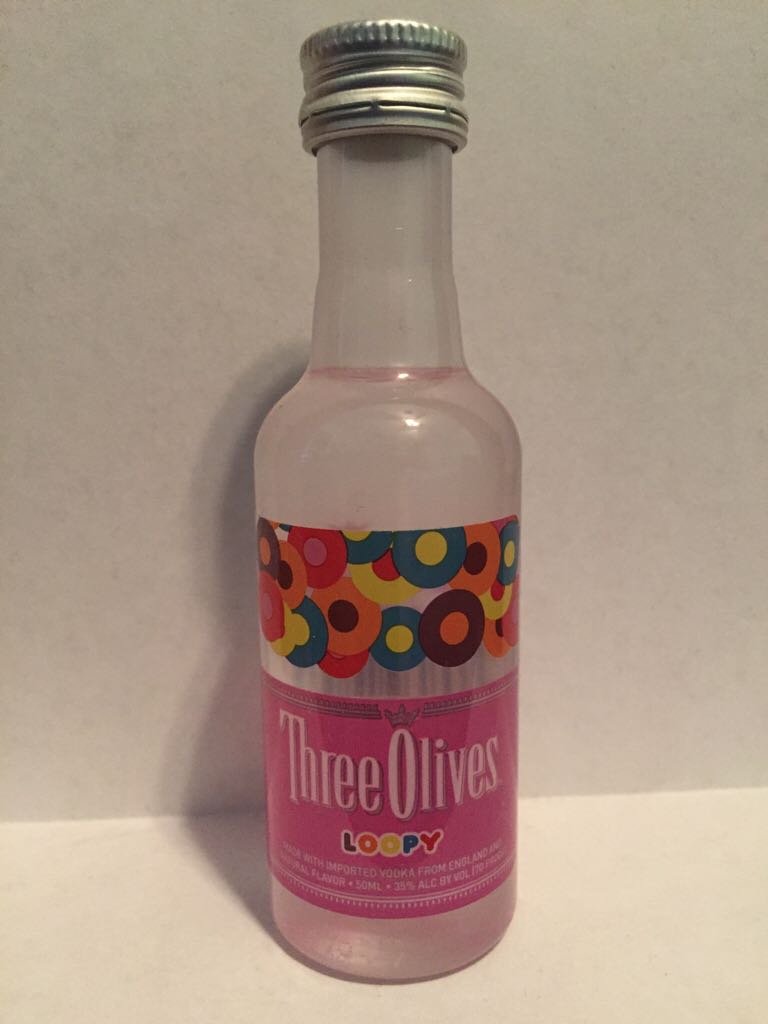 Three Olives
LOOPY
MADE WITH IMPORTED VODKA FROM ENGLAND AND
NATURAL FLAVOR • 50ML • 35% ALC BY VOL (70 PROOF)